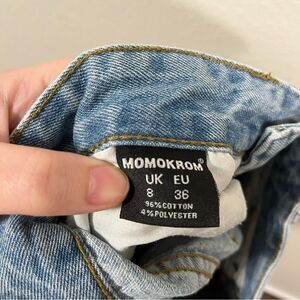 MOMOKROM®
UK EU
8 36
96%COTTON
4%POLYESTER